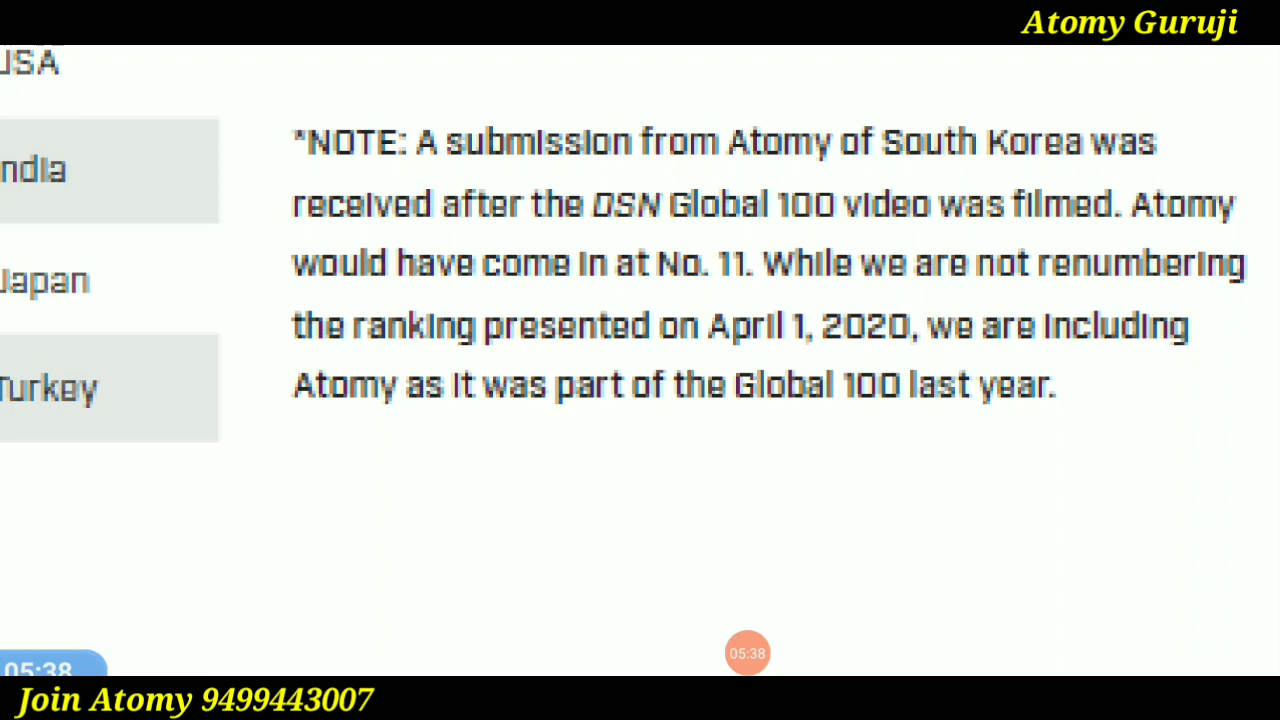 Atomy Guruji
USA
India
Japan
Turkey
*NOTE: A submission from Atomy of South Korea was
received after the DSN Global 100 video was filmed. Atomy
would have come in at No. 11. While we are not renumbering
the ranking presented on April 1, 2020, we are including
Atomy as it was part of the Global 100 last year.
05:38
05:38
Join Atomy 9499443007